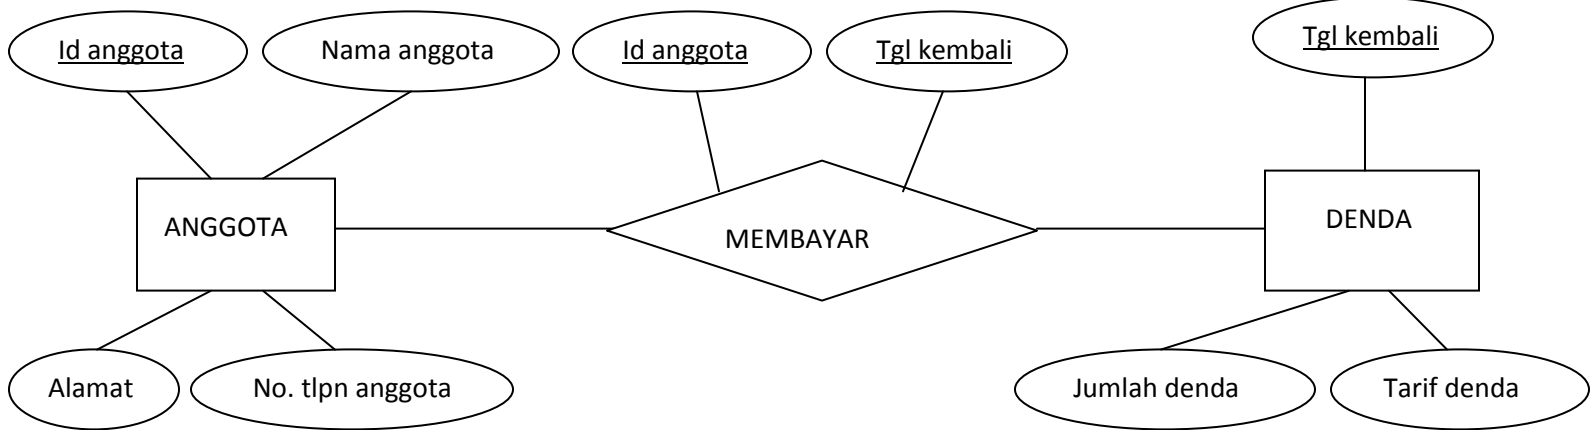 Id anggota
Nama anggota
Id anggota
Tgl kembali
Tgl kembali
ANGGOTA
MEMBAYAR
DENDA
Alamat
No. tlpn anggota
Jumlah denda
Tarif denda